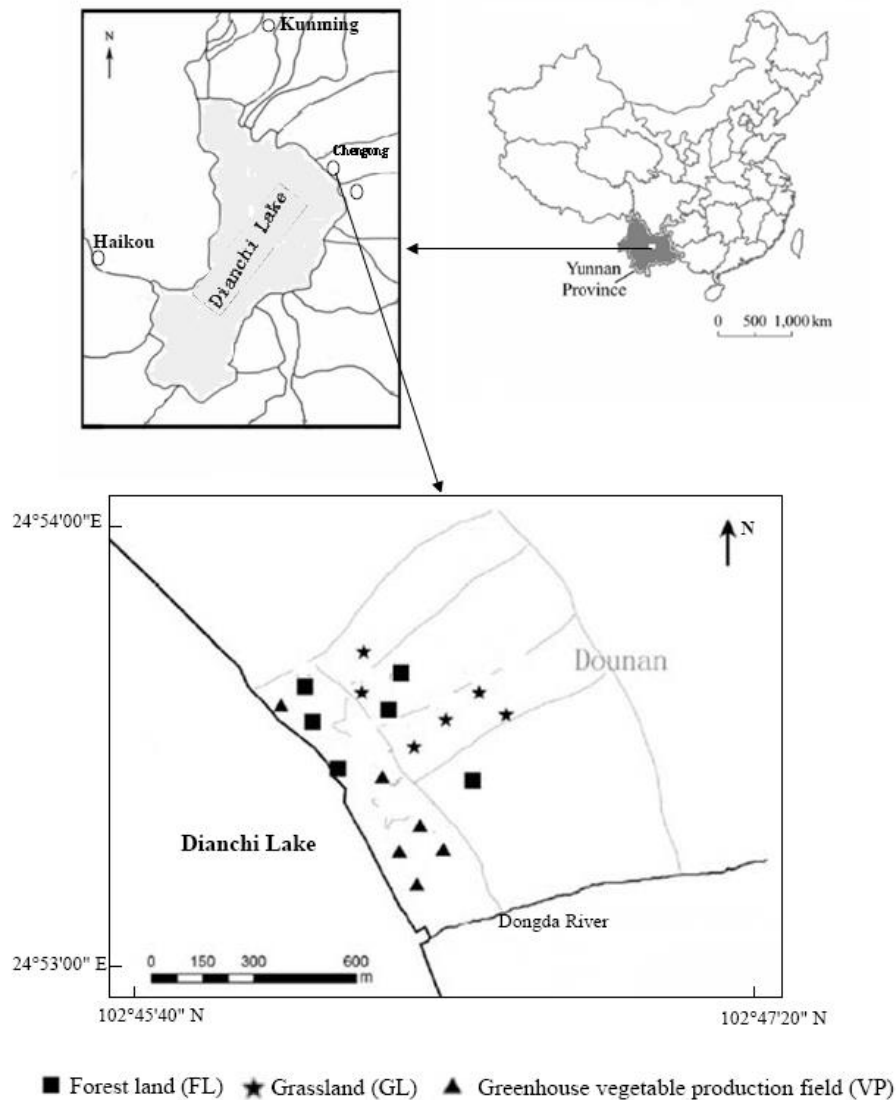 N
Kunming
Chengong
Haikou
Dianchi Lake
Yunnan
Province
0 500 1,000 km
24°54'00"E
N
Dounan
Dianchi Lake
Dongda River
0 150 300 600
m
24°53'00" E
102°45'40" N
102°47'20" N
Forest land (FL) Grassland (GL) Greenhouse vegetable production field (VP)